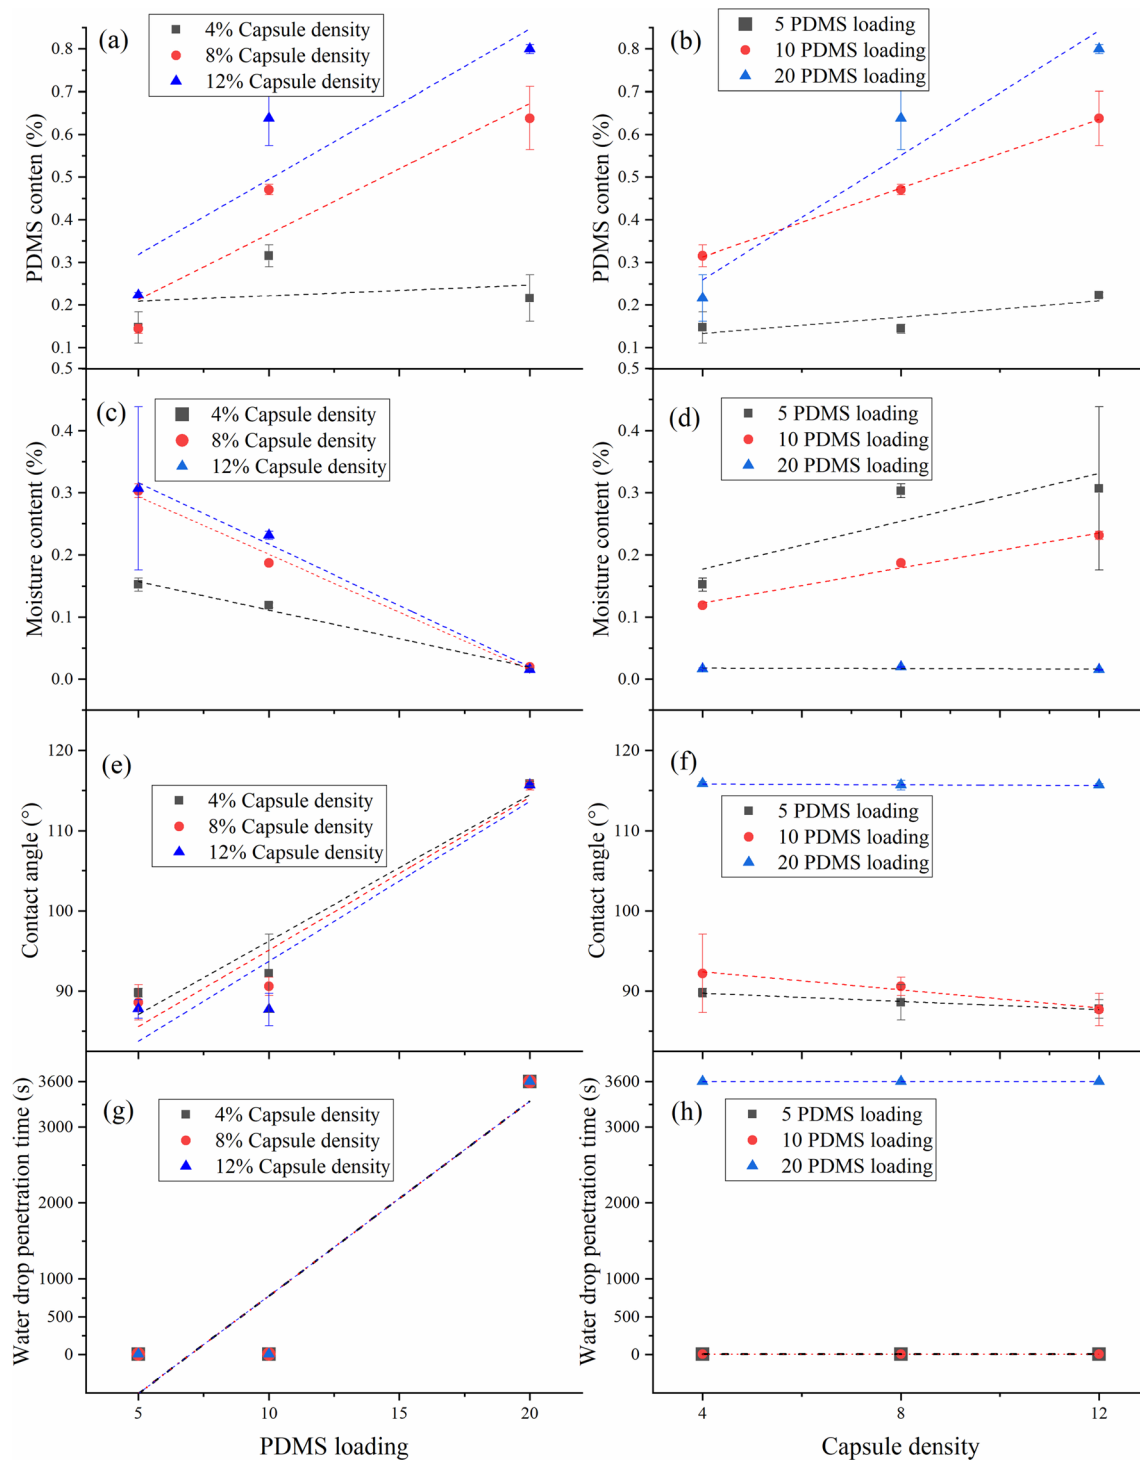 (a)
4% Capsule density
8% Capsule density
12% Capsule density
PDMS conten (%)
0.8
0.7
0.6
0.5
0.4
0.3
0.2
0.1
(b)
5 PDMS loading
10 PDMS loading
20 PDMS loading
PDMS conten (%)
0.8
0.7
0.6
0.5
0.4
0.3
0.2
0.1
(c)
4% Capsule density
8% Capsule density
12% Capsule density
Moisture content (%)
0.5
0.4
0.3
0.2
0.1
0.0
(d)
5 PDMS loading
10 PDMS loading
20 PDMS loading
Moisture content (%)
0.5
0.4
0.3
0.2
0.1
0.0
(e)
4% Capsule density
8% Capsule density
12% Capsule density
Contact angle (°)
120
110
100
90
(f)
5 PDMS loading
10 PDMS loading
20 PDMS loading
Contact angle (°)
120
110
100
90
(g)
4% Capsule density
8% Capsule density
12% Capsule density
Water drop penetration time (s)
3600
3000
2000
1000
500
0
5
10
15
20
PDMS loading
(h)
5 PDMS loading
10 PDMS loading
20 PDMS loading
Water drop penetration time (s)
3600
3000
2000
1000
500
0
4
8
12
Capsule density